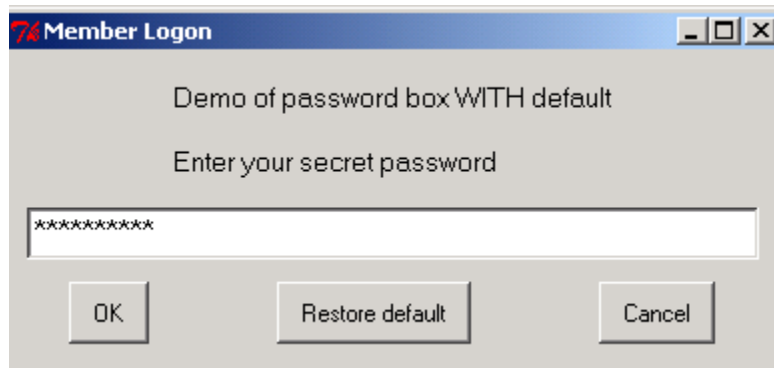 Member Logon
Demo of password box WITH default
Enter your secret password
**********
OK Restore default Cancel